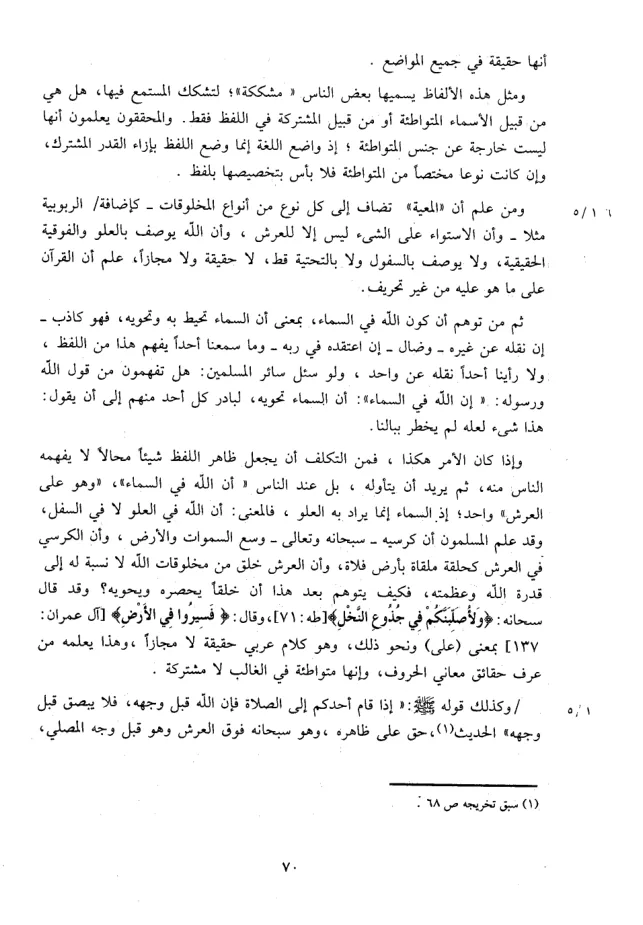 أنها حقيقة في جميع المواضع .
ومثل هذه الألفاظ يسميها بعض الناس « مشككة»؛ لتشكك المستمع فيها، هل هي
من قبيل الأسماء المتواطئة أو من قبيل المشتركة في اللفظ فقط. والمحققون يعلمون أنها
ليست خارجة عن جنس المتواطئة ؛ إذ واضع اللغة إنما وضع اللفظ بإزاء القدر المشترك،
وإن كانت نوعا مختصاً من المتواطئة فلا بأس بتخصيصها بلفظ .
ومن علم أن «المعية» تضاف إلى كل نوع من أنواع المخلوقات ـ كإضافة/ الربوبية
٥/١٠٦
مثلا ـ وأن الاستواء على الشىء ليس إلا للعرش ، وأن الله يوصف بالعلو والفوقية
الحقيقية، ولا يوصف بالسفول ولا بالتحتية قط، لا حقيقة ولا مجازاً، علم أن القرآن
على ما هو عليه من غير تحريف.
ثم من توهم أن كون الله في السماء، بمعنى أن السماء تحيط به وتحويه، فهو كاذب ـ
إن نقله عن غيره ـ وضال ـ إن اعتقده في ربه ـ وما سمعنا أحداً يفهم هذا من اللفظ ،
ولا رأينا أحداً نقله عن واحد ، ولو سئل سائر المسلمين: هل تفهمون من قول الله
ورسوله: « إن الله في السماء»: أن السماء تحويه، لبادر كل أحد منهم إلى أن يقول:
هذا شىء لعله لم يخطر ببالنا.
وإذا كان الأمر هكذا ، فمن التكلف أن يجعل ظاهر اللفظ شيئاً محالاً لا يفهمه
الناس منه، ثم يريد أن يتأوله ، بل عند الناس « أن الله في السماء»، «وهو على
العرش» واحد؛ إذ السماء إنما يراد به العلو ، فالمعنى: أن الله في العلو لا في السفل،
وقد علم المسلمون أن كرسيه ـ سبحانه وتعالى ـ وسع السموات والأرض ، وأن الكرسي
في العرش كحلقة ملقاة بأرض فلاة، وأن العرش خلق من مخلوقات الله لا نسبة له إلى
قدرة الله وعظمته، فكيف يتوهم بعد هذا أن خلقاً يحصره ويحويه؟ وقد قال
سبحانه: ﴿وَلَأُصَلِّبَنَّكُمْ فِي جُذُوعِ النَّخْلِ﴾[طه: ٧١]،وقال: ﴿ فَسِيرُوا فِي الأَرْضِ﴾ [آل عمران:
١٣٧] بمعنى (على) ونحو ذلك، وهو كلام عربي حقيقة لا مجازاً ،وهذا يعلمه من
عرف حقائق معاني الحروف، وإنها متواطئة في الغالب لا مشتركة .
/وكذلك قوله ﷺ:« إذا قام أحدكم إلى الصلاة فإن الله قبل وجهه، فلا يبصق قبل
وجهه» الحديث(١)،حق على ظاهره ،وهو سبحانه فوق العرش وهو قبل وجه المصلي،
(١) سبق تخريجه ص ٦٨ .
٧٠